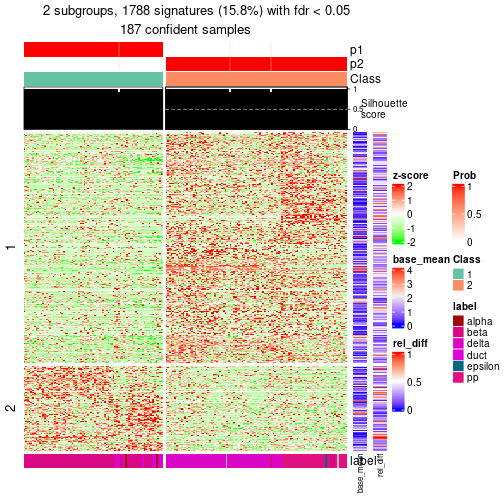 2 subgroups, 1788 signatures (15.8%) with fdr < 0.05
187 confident samples
p1
p2
Class
1
0.5
0
Silhouette
score
1
2
label
base_mean
rel_diff
z-score
2
1
0
-1
-2
base_mean
4
3
2
1
0
rel_diff
1
0.5
0
Prob
1
0.5
0
Class
1
2
label
alpha
beta
delta
duct
epsilon
pp